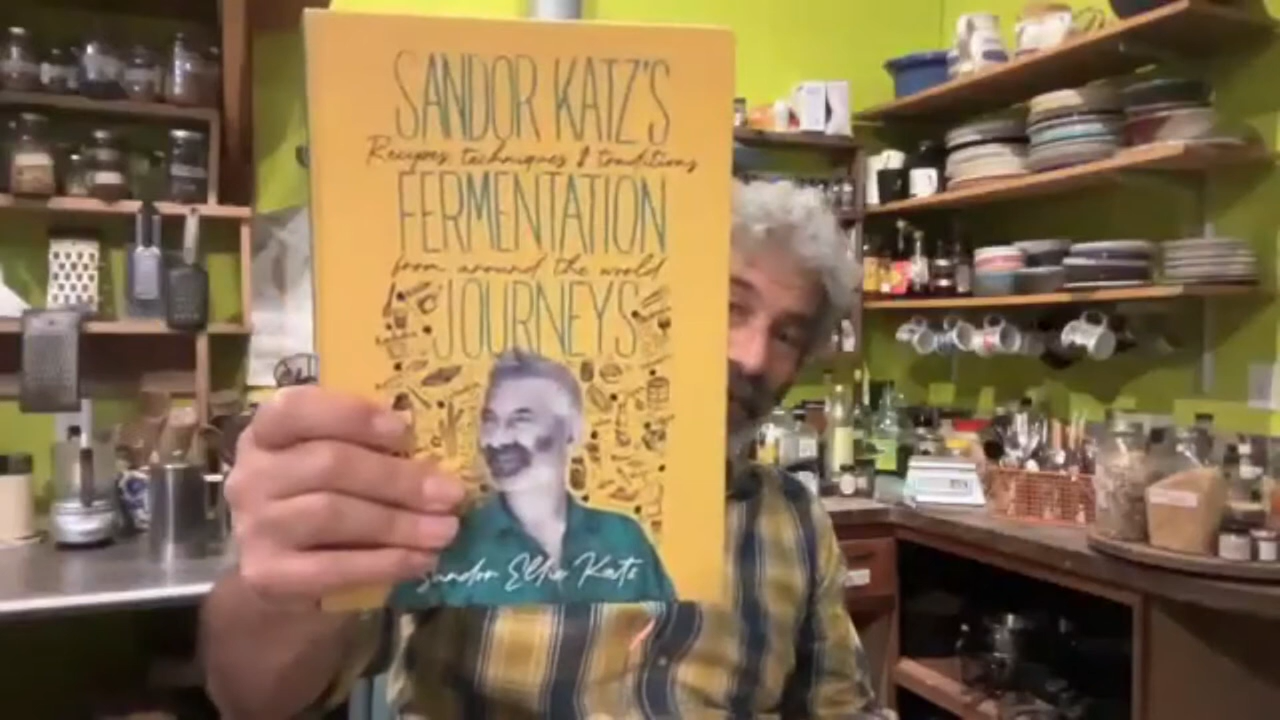 SANDOR KATZ'S
Recipes, techniques & traditions
FERMENTATION
from around the world
JOURNEYS
Sandor Ellix Katz